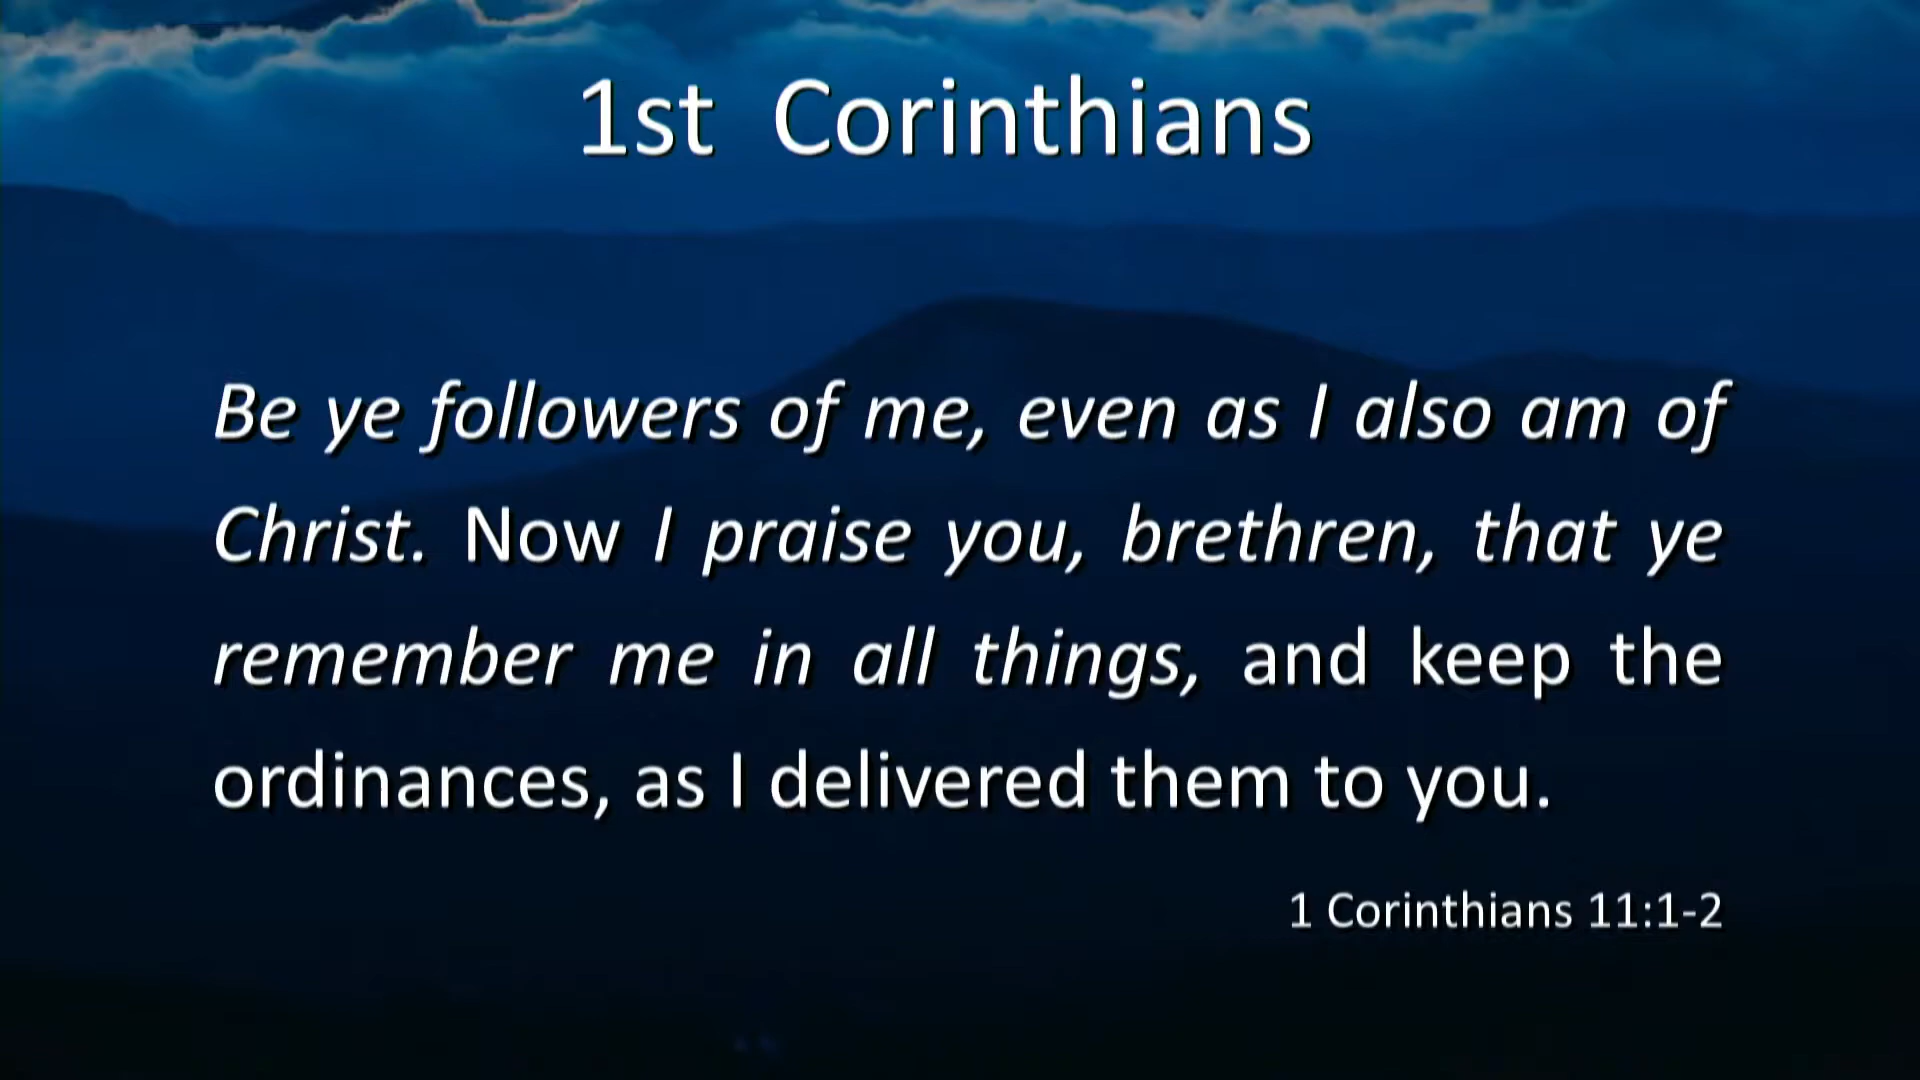 1st Corinthians
Be ye followers of me, even as I also am of
Christ. Now I praise you, brethren, that ye
remember me in all things, and keep the
ordinances, as I delivered them to you.
1 Corinthians 11:1-2